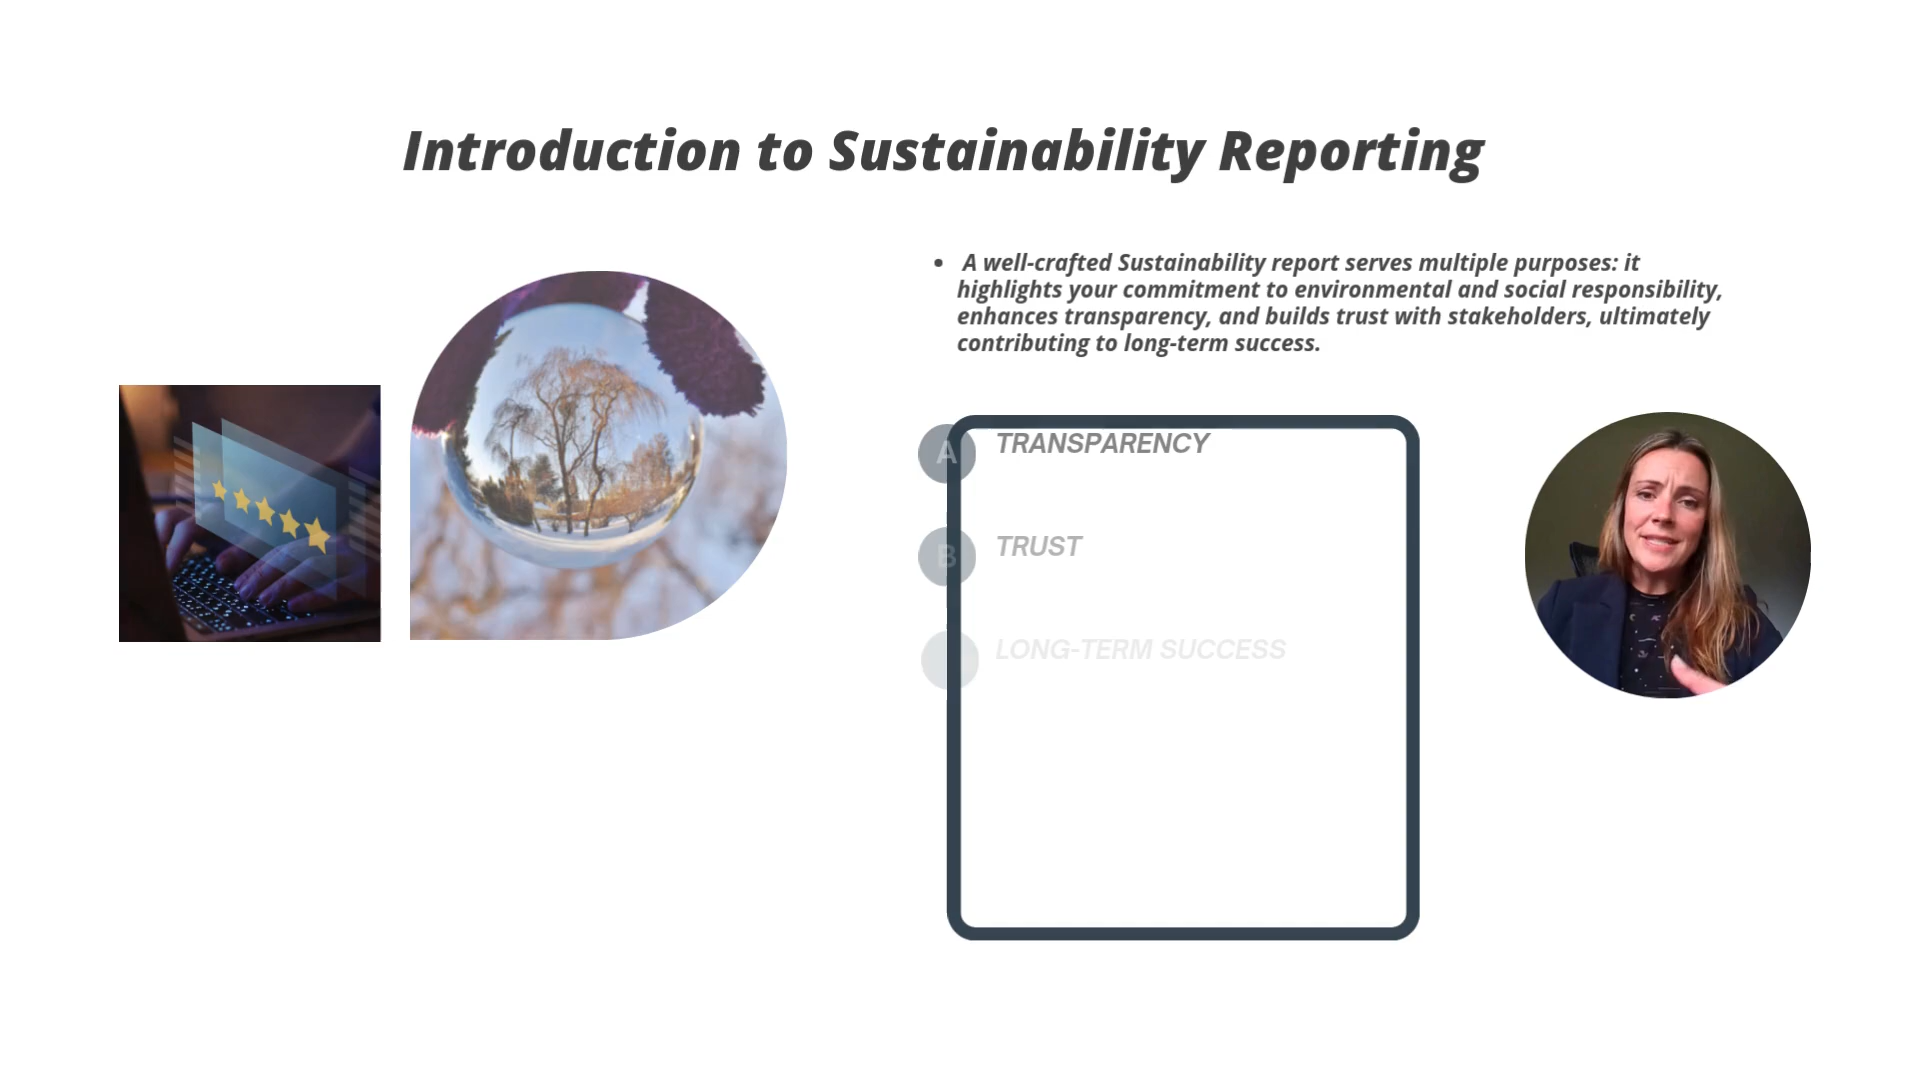 Introduction to Sustainability Reporting
• A well-crafted Sustainability report serves multiple purposes: it
highlights your commitment to environmental and social responsibility,
enhances transparency, and builds trust with stakeholders, ultimately
contributing to long-term success.
A TRANSPARENCY
B TRUST
LONG-TERM SUCCESS